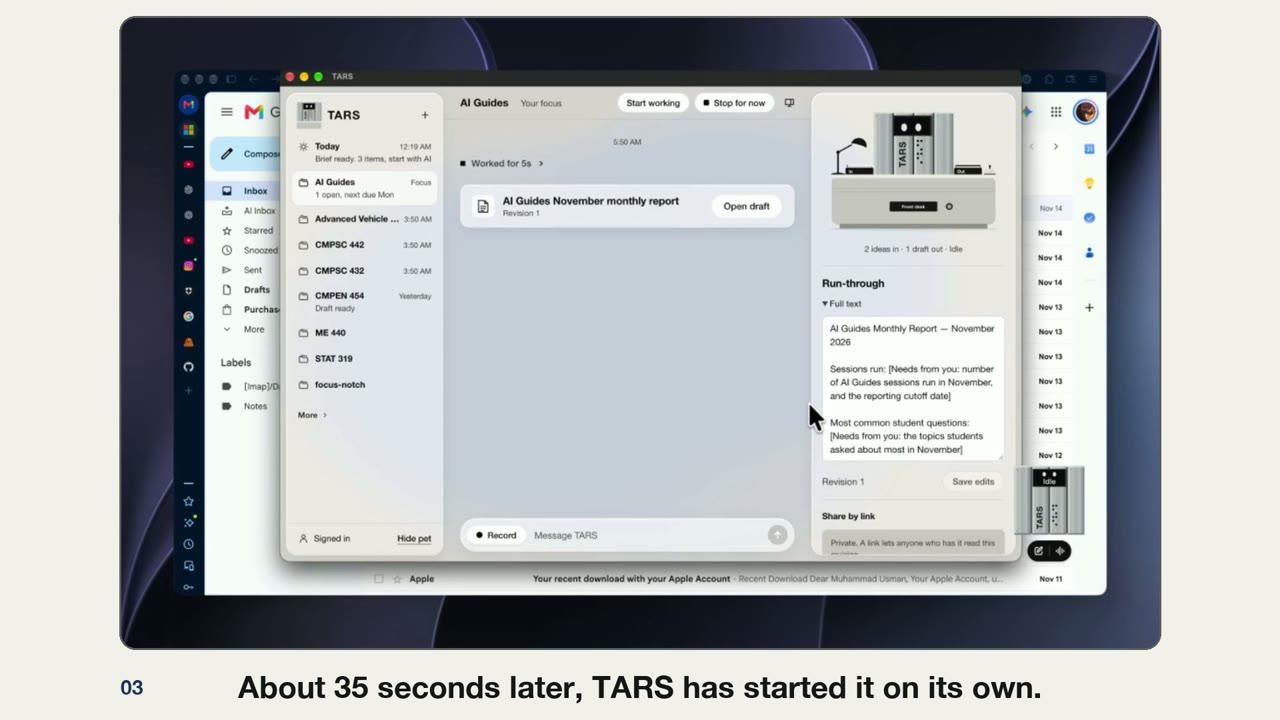 TARS
TARS
Today 12:19 AM
Brief ready. 3 items, start with AI
AI Guides Focus
1 open, next due Mon
Advanced Vehicle ... 3:50 AM
CMPSC 442 3:50 AM
CMPSC 432 3:50 AM
CMPEN 454 Yesterday
Draft ready
ME 440
STAT 319
focus-notch
More
Signed in Hide pet
AI Guides Your focus Start working Stop for now
5:50 AM
Worked for 5s
AI Guides November monthly report
Revision 1
Open draft
Record Message TARS
TARS
In
Out
Front desk
2 ideas in · 1 draft out · Idle
Run-through
Full text
AI Guides Monthly Report — November
2026
Sessions run: [Needs from you: number
of AI Guides sessions run in November,
and the reporting cutoff date]
Most common student questions:
[Needs from you: the topics students
asked about most in November]
Revision 1 Save edits
Share by link
Private. A link lets anyone who has it read this
G
Compos
Inbox
AI Inbox
Starred
Snoozed
Sent
Drafts
Purchas
More
Labels
[Imap]/D
Notes
Nov 14
Nov 14
Nov 14
Nov 14
Nov 13
Nov 13
Nov 13
Nov 13
Nov 13
Nov 13
Nov 12
Idle
TARS
Apple Your recent download with your Apple Account - Recent Download Dear Muhammad Usman, Your Apple Account, u... Nov 11
03 About 35 seconds later, TARS has started it on its own.